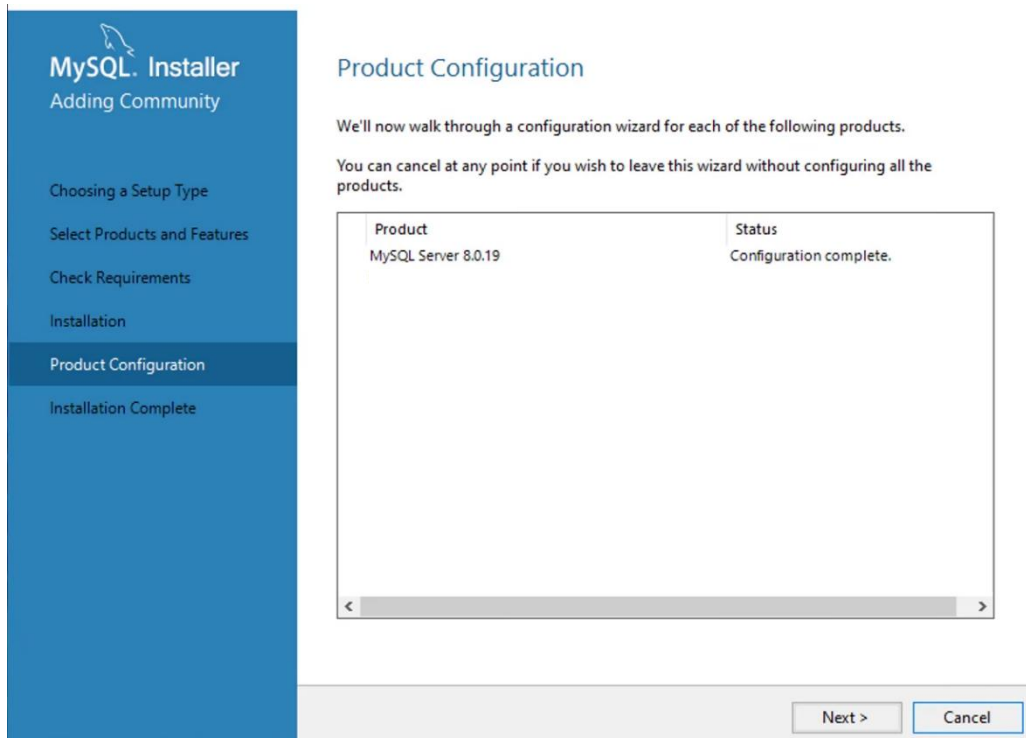 MySQL. Installer
Adding Community
Choosing a Setup Type
Select Products and Features
Check Requirements
Installation
Product Configuration
Installation Complete
Product Configuration
We'll now walk through a configuration wizard for each of the following products.
You can cancel at any point if you wish to leave this wizard without configuring all the
products.
Product Status
MySQL Server 8.0.19 Configuration complete.
Next > Cancel